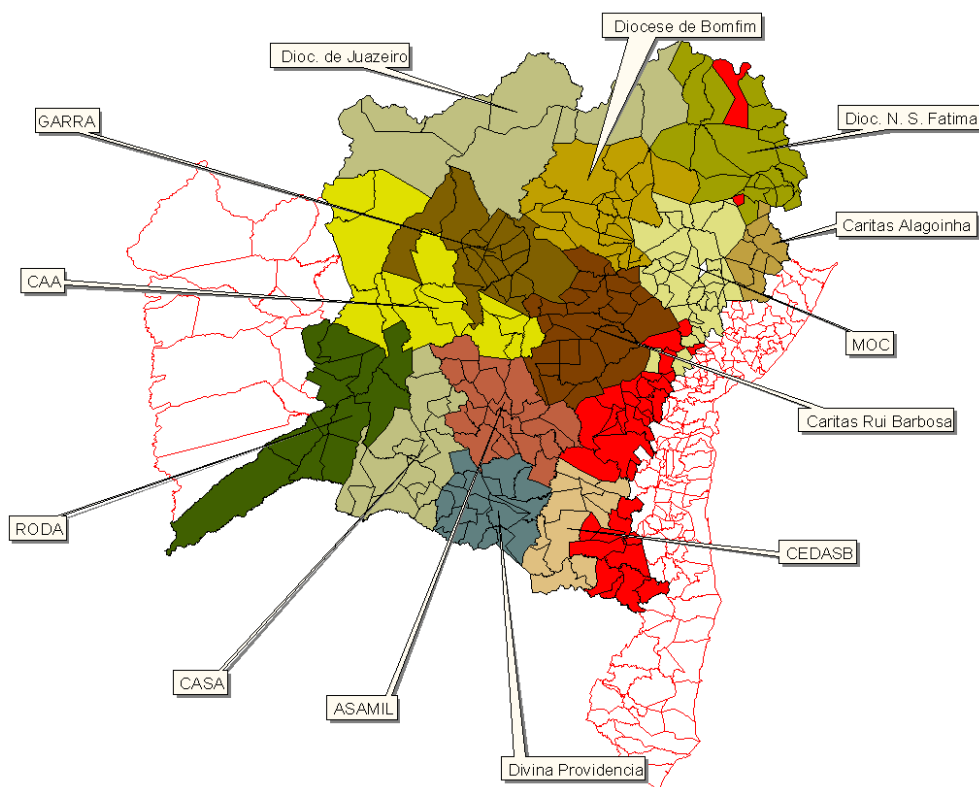 Diocese de Bomfim
Dioc. de Juazeiro
GARRA
Dioc. N. S. Fatima
Caritas Alagoinha
CAA
MOC
Caritas Rui Barbosa
RODA
CEDASB
CASA
ASAMIL
Divina Providencia